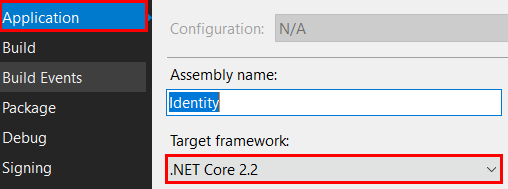 Application
Build
Build Events
Package
Debug
Signing
Configuration: N/A
Assembly name:
Identity
Target framework:
.NET Core 2.2